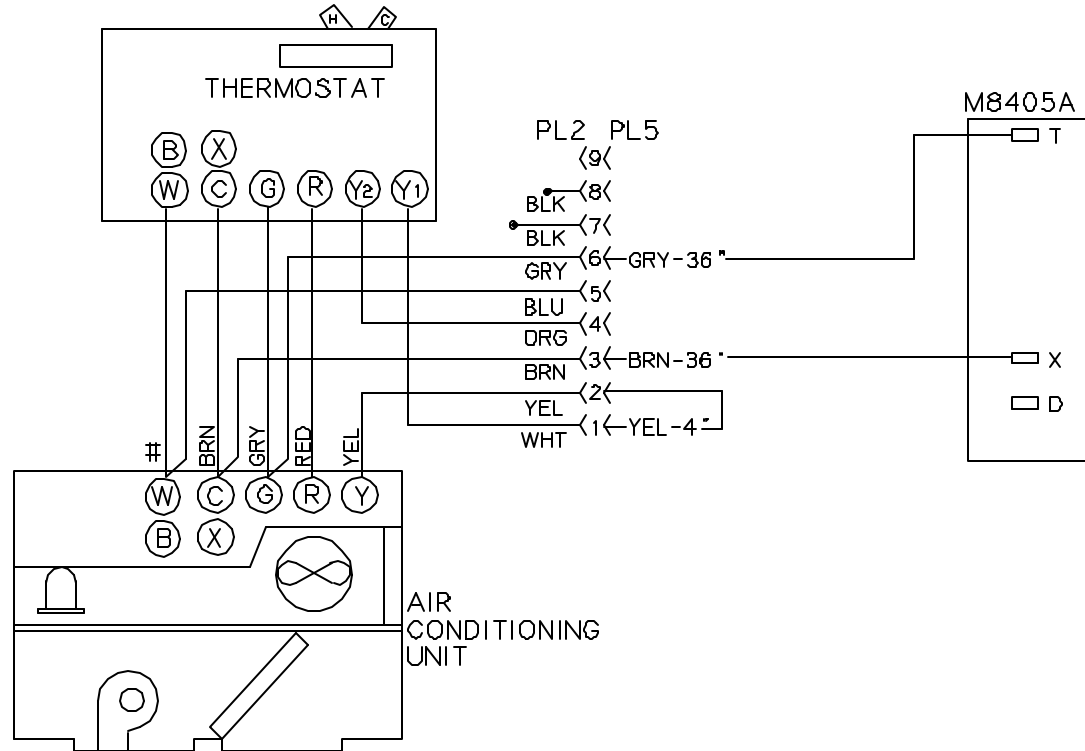 H C
THERMOSTAT
B X
W C G R Y2 Y1
PL2 PL5
9
8
BLK
7
BLK
6 GRY-36"
GRY
5
BLU
4
ORG
3 BRN-36"
BRN
2
YEL
1 YEL-4"
WHT
M8405A
T
X
D
# BRN GRY RED YEL
W C G R Y
B X
AIR
CONDITIONING
UNIT